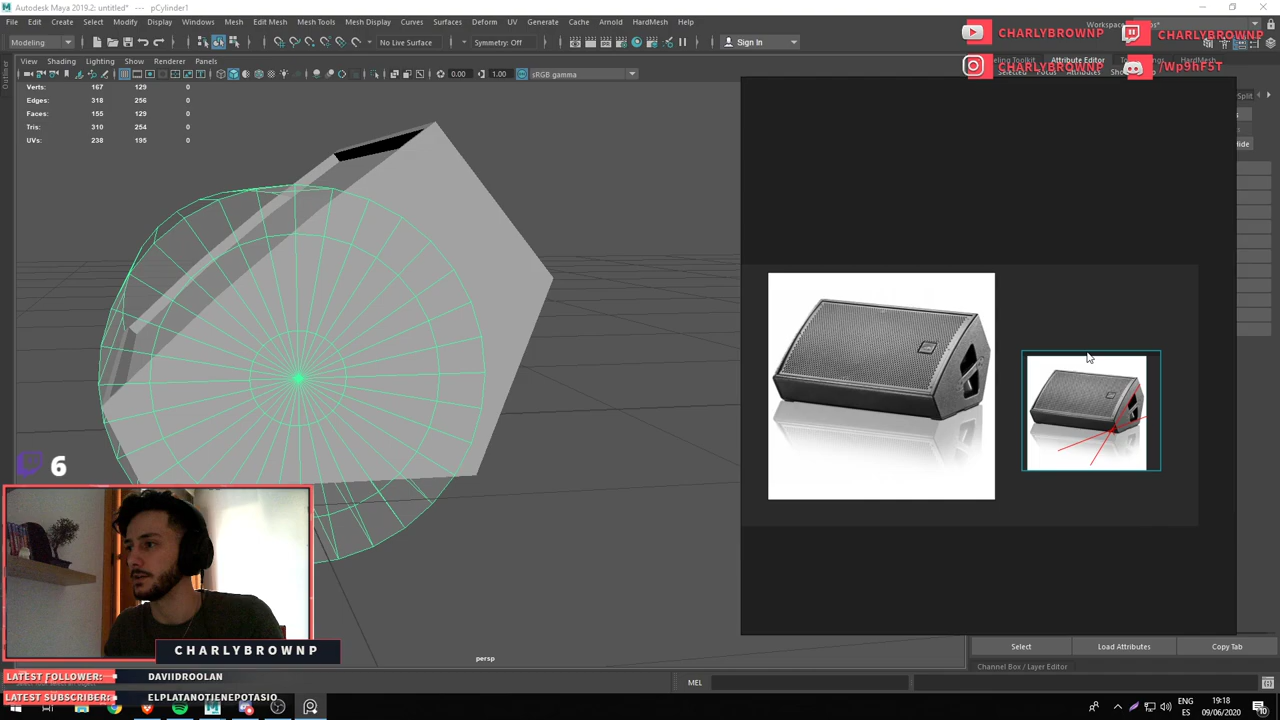 Autodesk Maya 2019.2: untitled* --- pCylinder1
File Edit Create Select Modify Display Windows Mesh Edit Mesh Mesh Tools Mesh Display Curves Surfaces Deform UV Generate Cache Arnold HardMesh Help
Workspace
CHARLYBROWNP CHARLYBROWNP
Modeling No Live Surface Symmetry: Off Sign In
View Shading Lighting Show Renderer Panels
Attribute Editor
CHARLYBROWNP /Wp9hF5T
0.00 1.00 sRGB gamma
Outliner
Verts: 167 129 0
Edges: 318 256 0
Faces: 155 129 0
Tris: 310 254 0
UVs: 238 195 0
Split
6
CHARLYBROWNP
persp
Select Load Attributes Copy Tab
Channel Box / Layer Editor
LATEST FOLLOWER: DAVIIDROOLAN
MEL
LATEST SUBSCRIBER: ELPLATANOTIENEPOTASIO
ENG
ES
19:18
09/06/2020
10